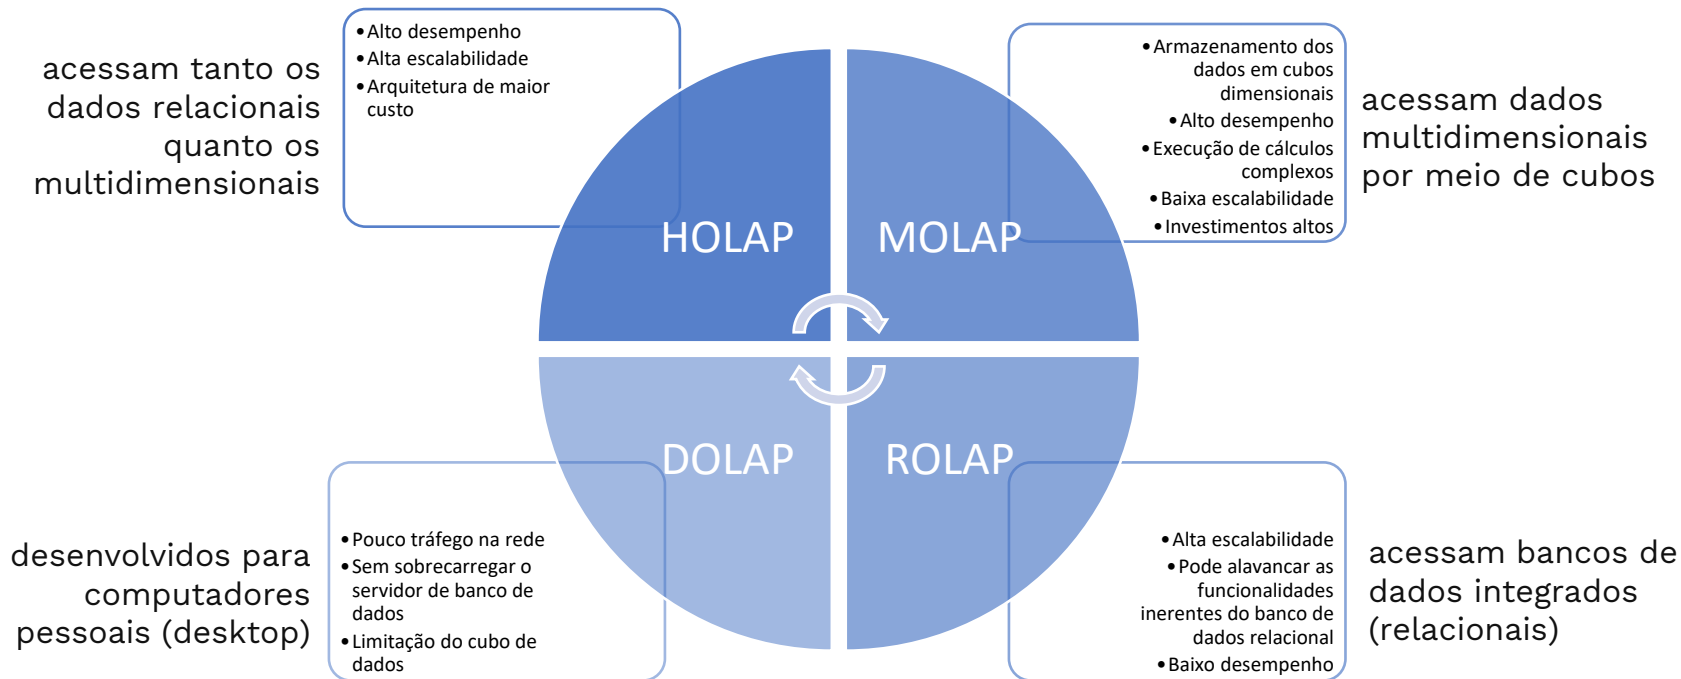 acessam tanto os
dados relacionais
quanto os
multidimensionais
•Alto desempenho
•Alta escalabilidade
•Arquitetura de maior
custo
HOLAP
MOLAP
•Armazenamento dos
dados em cubos
dimensionais
•Alto desempenho
•Execução de cálculos
complexos
•Baixa escalabilidade
•Investimentos altos
acessam dados
multidimensionais
por meio de cubos
desenvolvidos para
computadores
pessoais (desktop)
•Pouco tráfego na rede
•Sem sobrecarregar o
servidor de banco de
dados
•Limitação do cubo de
dados
DOLAP
ROLAP
•Alta escalabilidade
•Pode alavancar as
funcionalidades
inerentes do banco de
dados relacional
•Baixo desempenho
acessam bancos de
dados integrados
(relacionais)